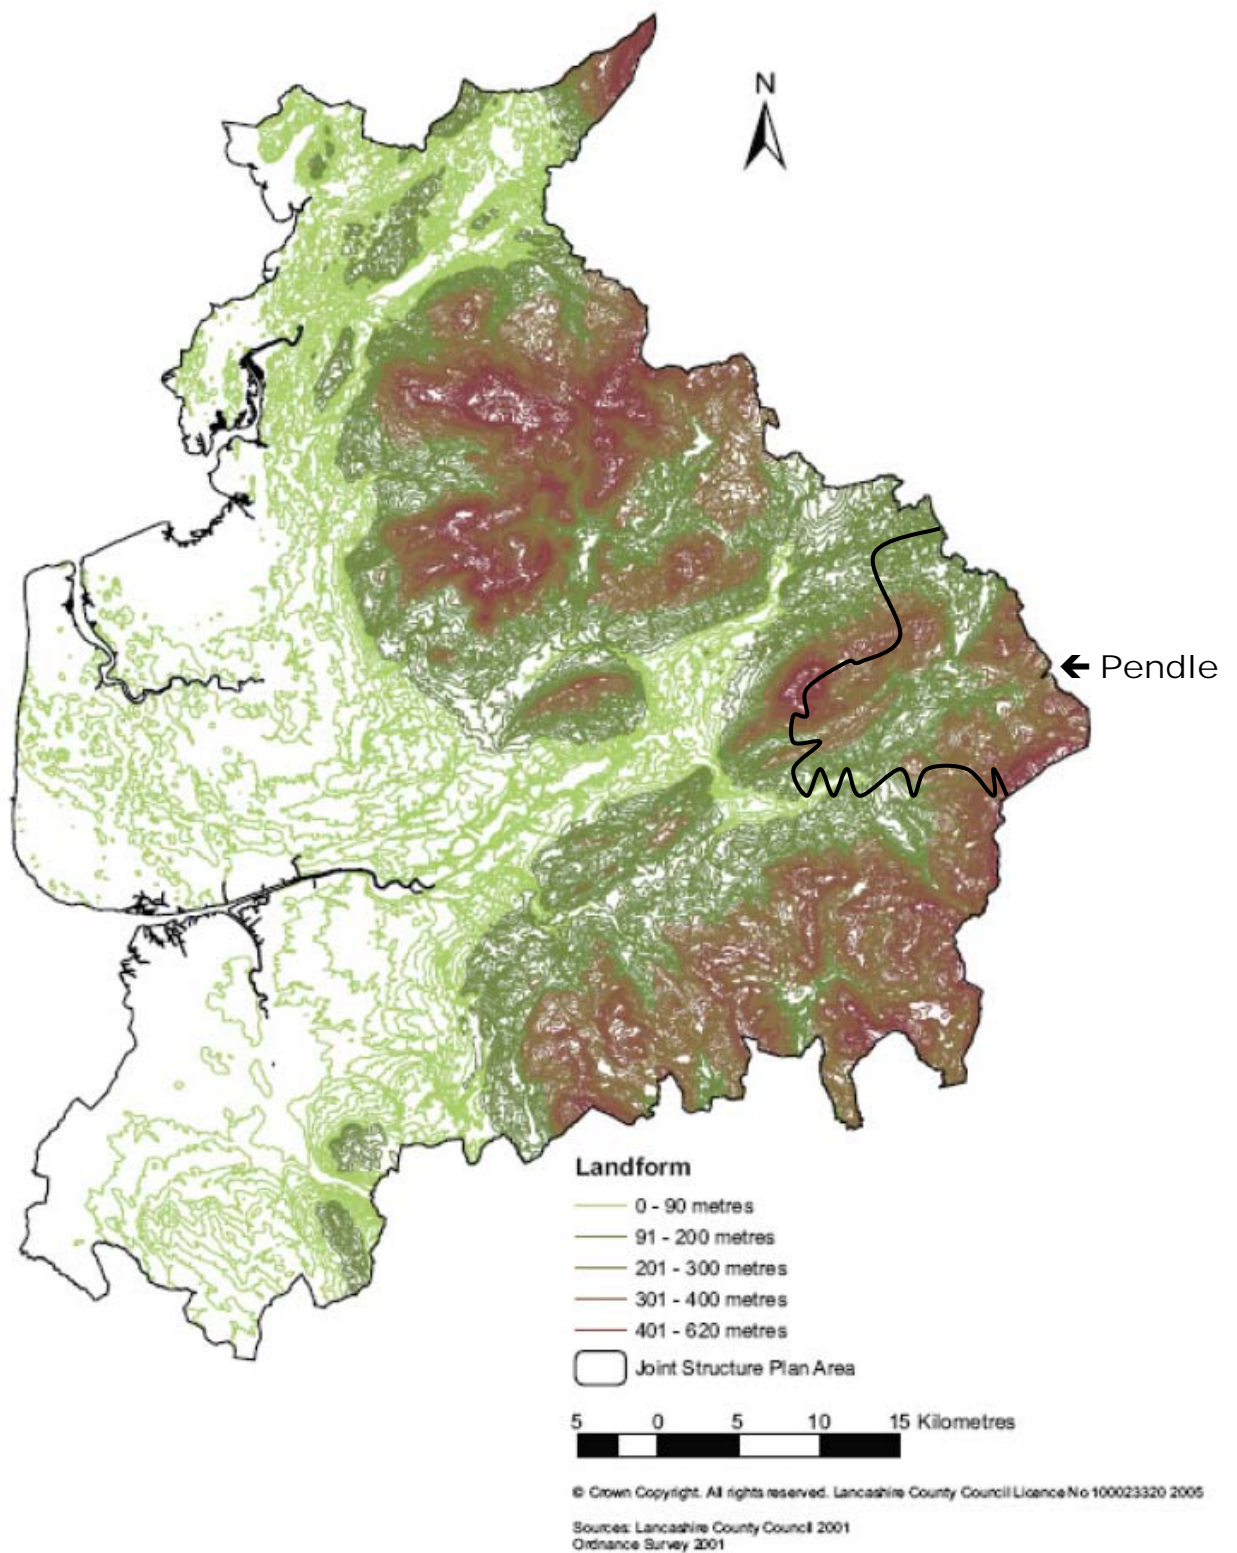 N
🡰 Pendle
Landform
0 - 90 metres
91 - 200 metres
201 - 300 metres
301 - 400 metres
401 - 620 metres
Joint Structure Plan Area
5 0 5 10 15 Kilometres
© Crown Copyright. All rights reserved. Lancashire County Council Licence No 100023320 2005
Sources: Lancashire County Council 2001
Ordnance Survey 2001